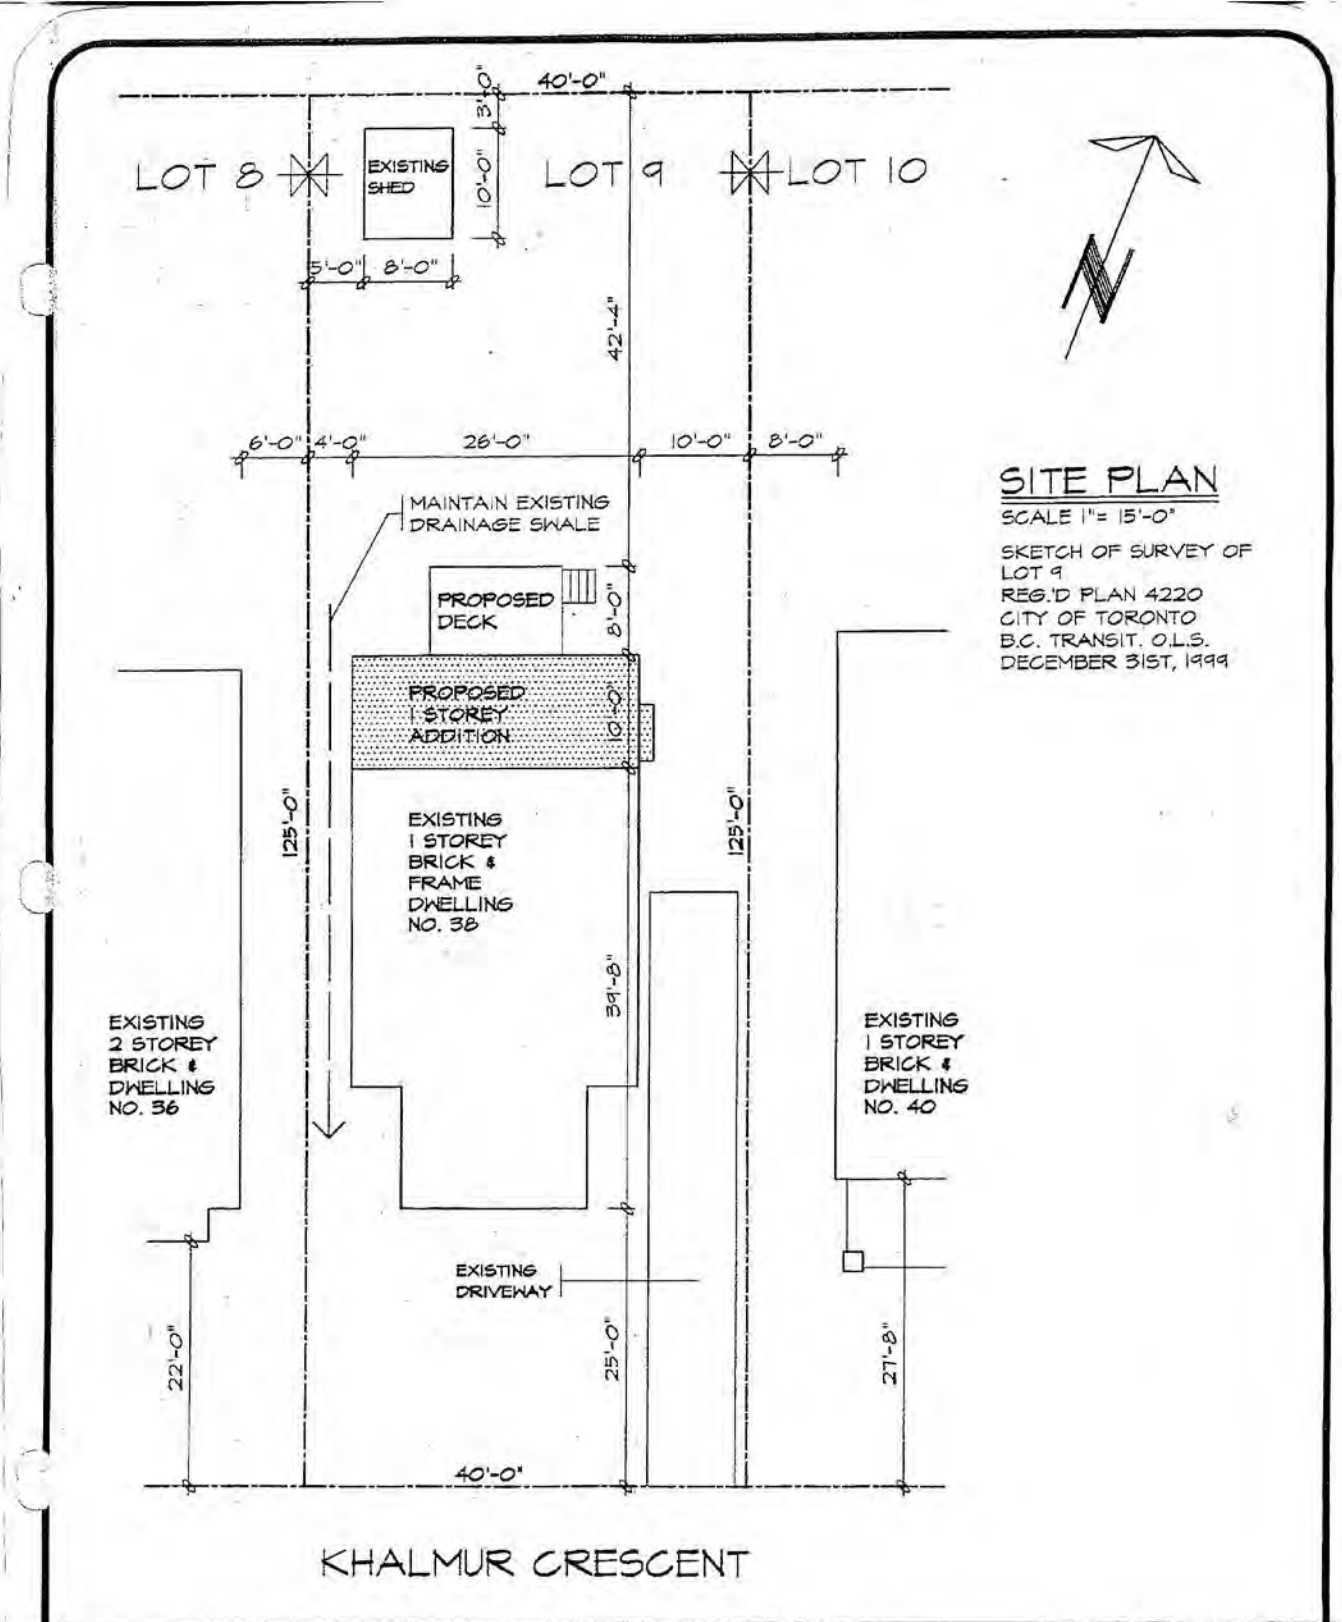 40'-0"
3'-0"
LOT 8
EXISTING
SHED
10'-0"
LOT 9
LOT 10
5'-0"
8'-0"
42'-4"
N
6'-0"
4'-0"
26'-0"
10'-0"
8'-0"
SITE PLAN
SCALE 1"= 15'-0"
SKETCH OF SURVEY OF
LOT 9
REG.'D PLAN 4220
CITY OF TORONTO
B.C. TRANSIT. O.L.S.
DECEMBER 31ST, 1999
MAINTAIN EXISTING
DRAINAGE SWALE
PROPOSED
DECK
8'-0"
PROPOSED
1 STOREY
ADDITION
10'-0"
125'-0"
EXISTING
1 STOREY
BRICK &
FRAME
DWELLING
NO. 38
125'-0"
39'-8"
EXISTING
2 STOREY
BRICK &
DWELLING
NO. 36
EXISTING
1 STOREY
BRICK &
DWELLING
NO. 40
EXISTING
DRIVEWAY
22'-0"
25'-0"
27'-8"
40'-0"
KHALMUR CRESCENT